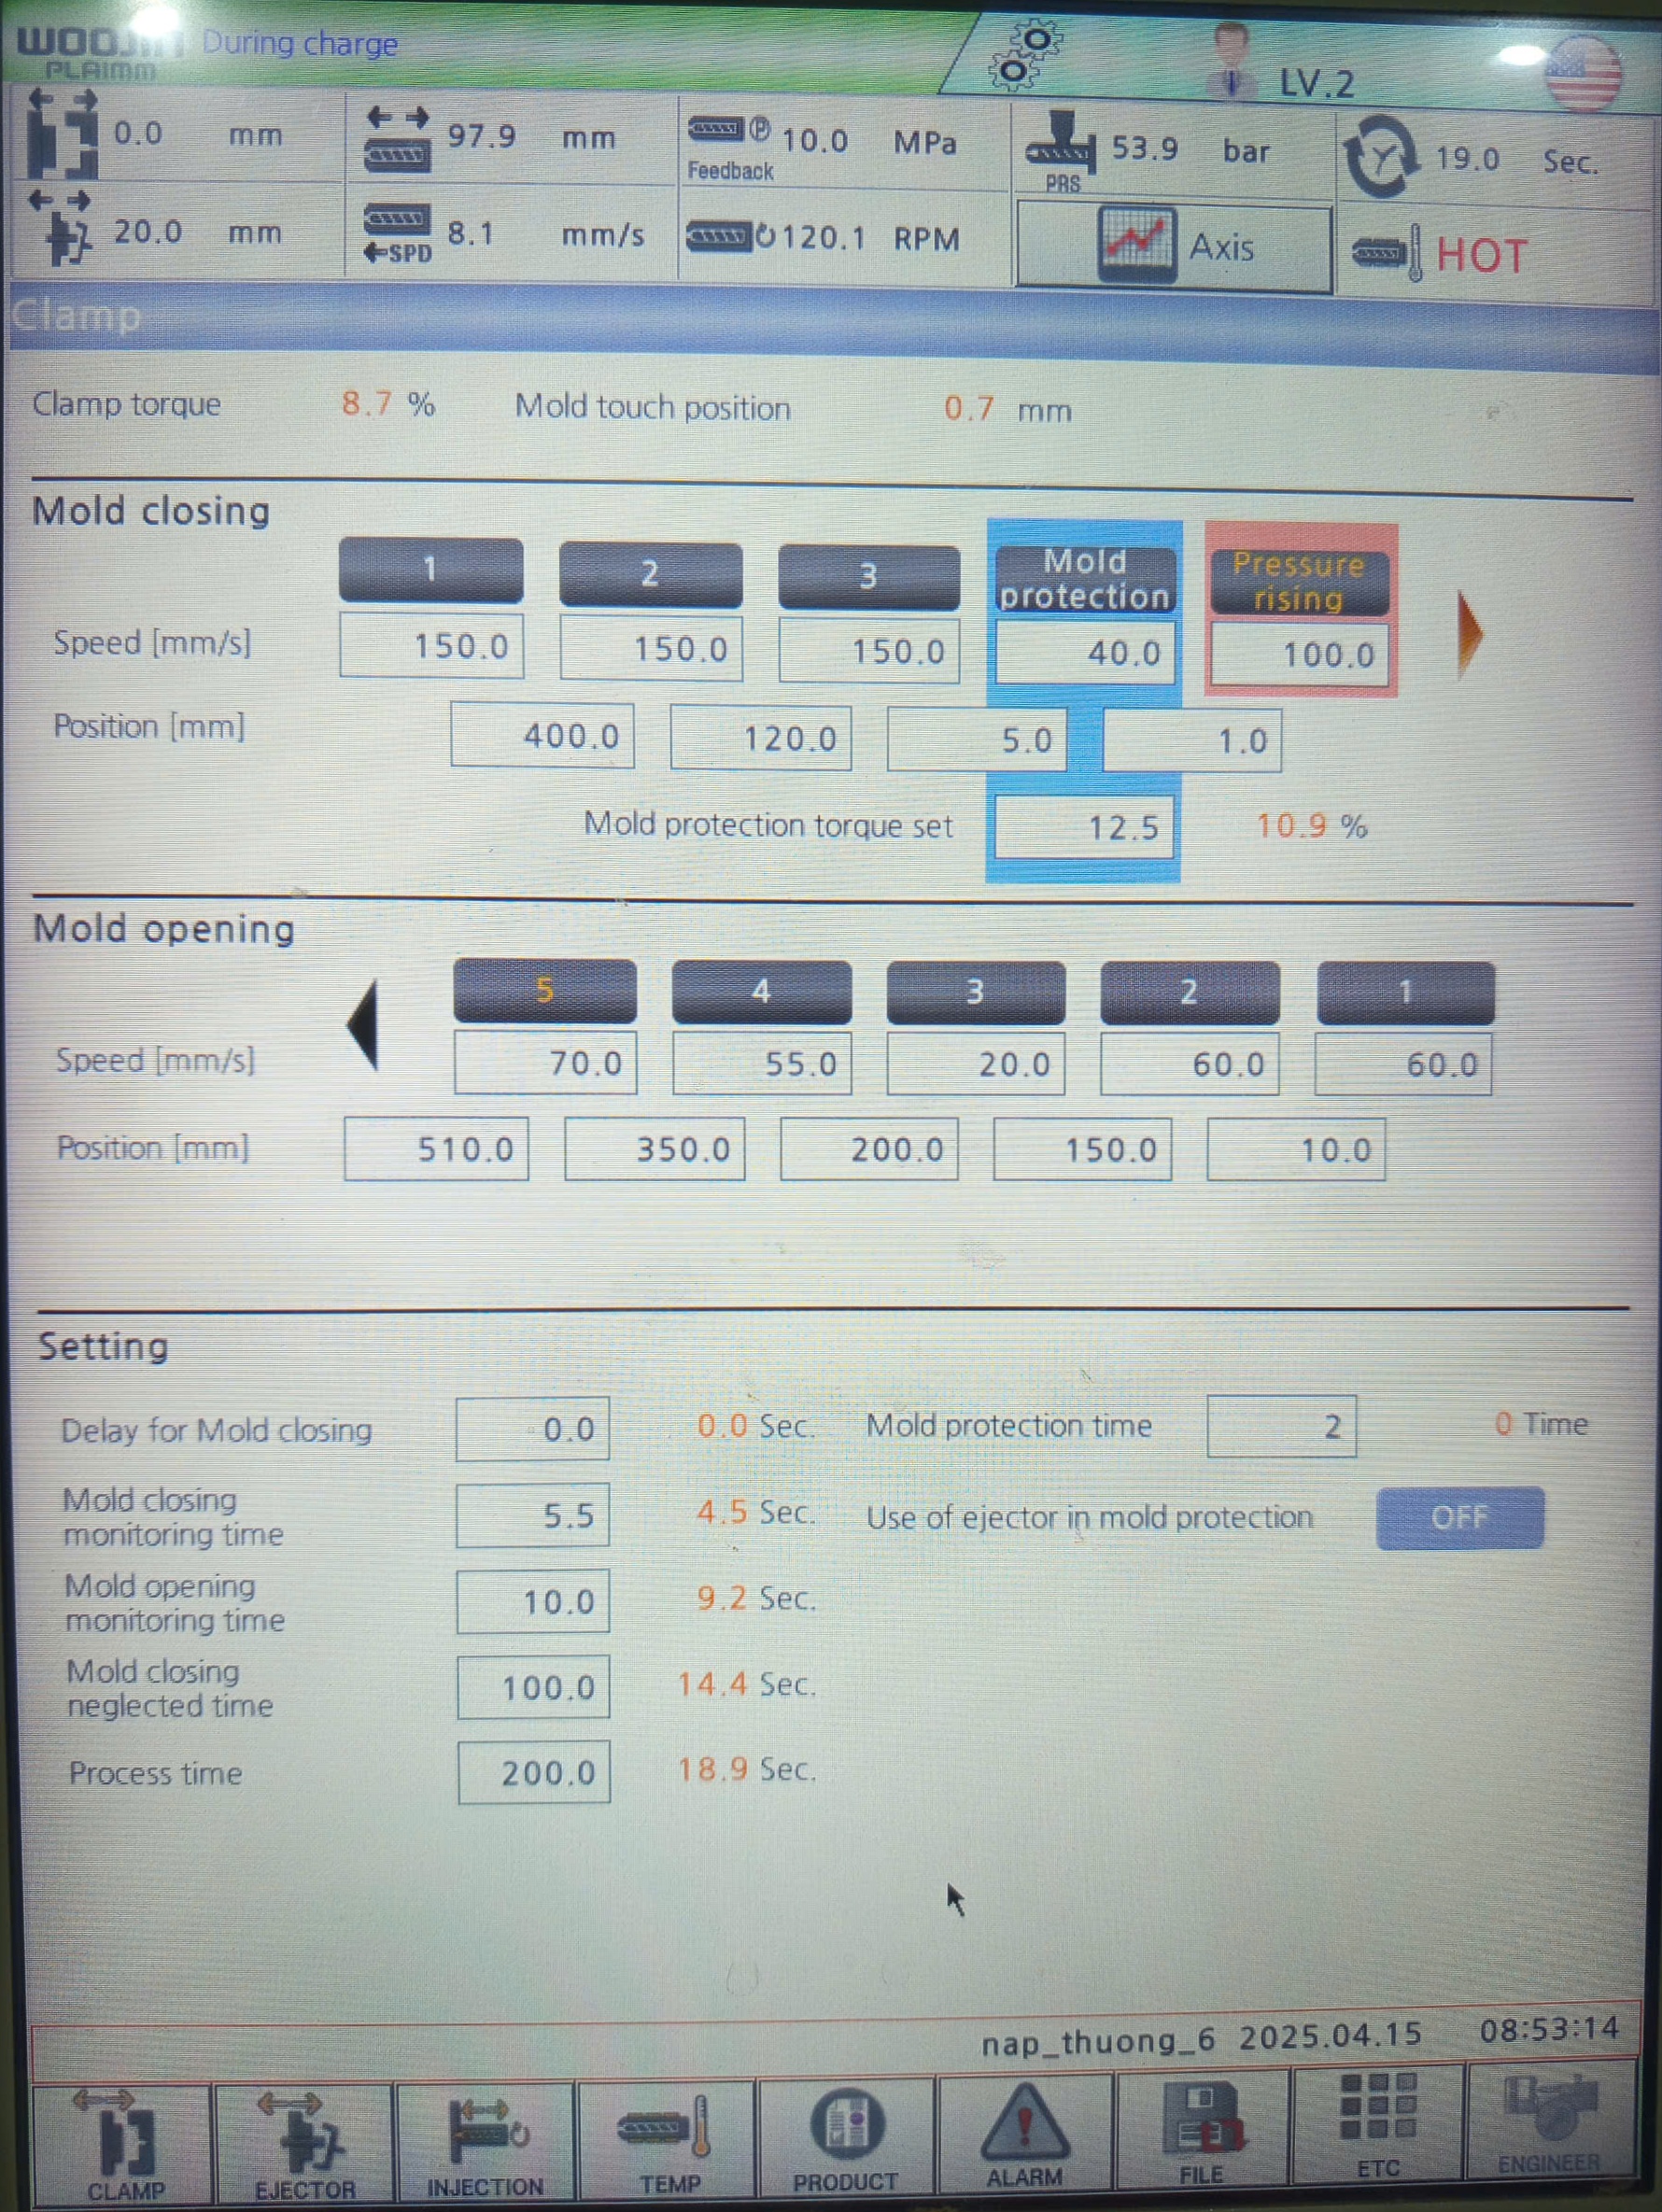 WOOJIN During charge
PLAIMM
LV.2
0.0 mm 97.9 mm Ⓟ 10.0 MPa 53.9 bar 19.0 Sec.
Feedback PRS
20.0 mm 8.1 mm/s 120.1 RPM Axis HOT
SPD
Clamp
Clamp torque 8.7 % Mold touch position 0.7 mm
Mold closing
1 2 3 Mold protection Pressure rising
Speed [mm/s] 150.0 150.0 150.0 40.0 100.0
Position [mm] 400.0 120.0 5.0 1.0
Mold protection torque set 12.5 10.9 %
Mold opening
5 4 3 2 1
Speed [mm/s] 70.0 55.0 20.0 60.0 60.0
Position [mm] 510.0 350.0 200.0 150.0 10.0
Setting
Delay for Mold closing 0.0 0.0 Sec. Mold protection time 2 0 Time
Mold closing
monitoring time 5.5 4.5 Sec. Use of ejector in mold protection OFF
Mold opening
monitoring time 10.0 9.2 Sec.
Mold closing
neglected time 100.0 14.4 Sec.
Process time 200.0 18.9 Sec.
nap_thuong_6 2025.04.15 08:53:14
CLAMP EJECTOR INJECTION TEMP PRODUCT ALARM FILE ETC ENGINEER